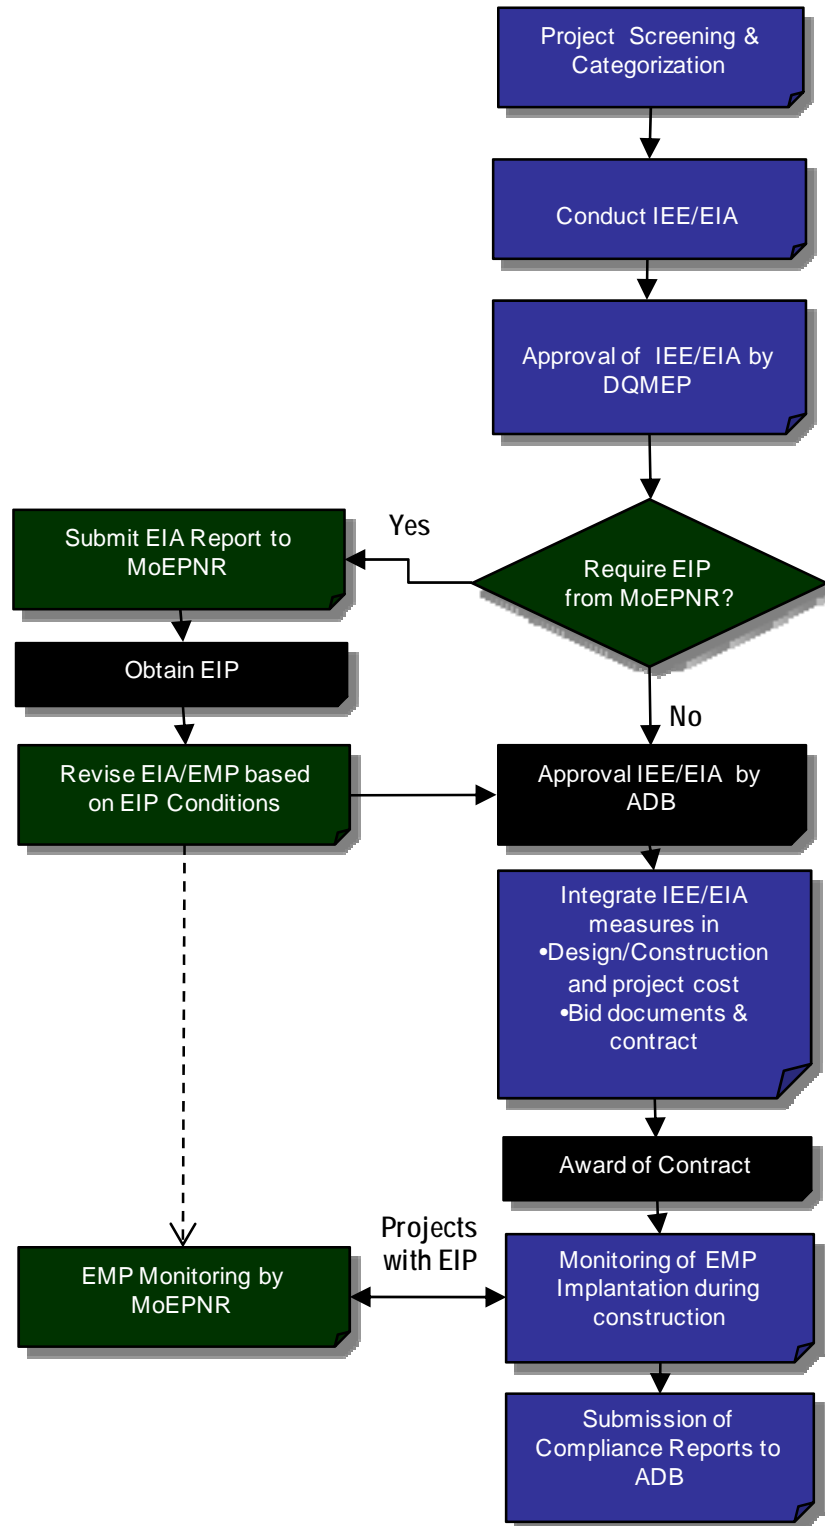 Project Screening &
Categorization
Conduct IEE/EIA
Approval of IEE/EIA by
DQMEP
Yes
Submit EIA Report to
MoEPNR
Require EIP
from MoEPNR?
Obtain EIP
No
Revise EIA/EMP based
on EIP Conditions
Approval IEE/EIA by
ADB
Integrate IEE/EIA
measures in
•Design/Construction
and project cost
•Bid documents &
contract
Award of Contract
Projects
with EIP
EMP Monitoring by
MoEPNR
Monitoring of EMP
Implantation during
construction
Submission of
Compliance Reports to
ADB